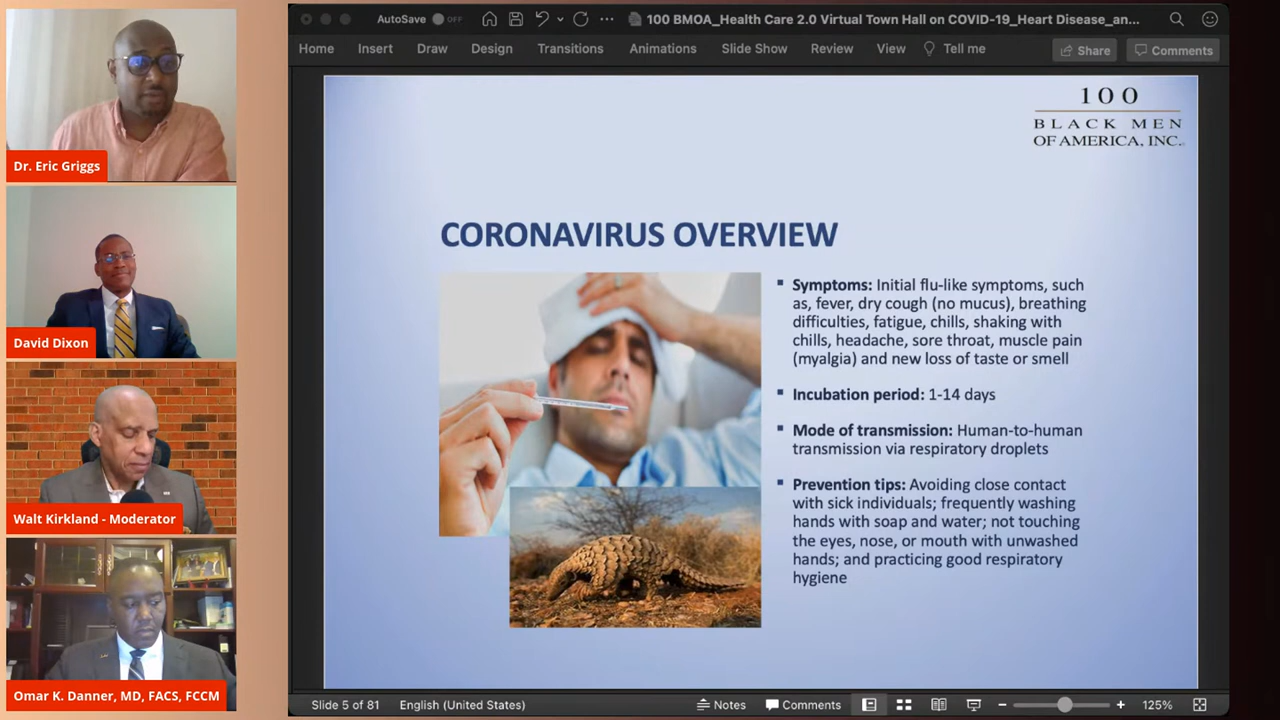 Dr. Eric Griggs
David Dixon
Walt Kirkland - Moderator
Omar K. Danner, MD, FACS, FCCM
AutoSave OFF
100 BMOA_Health Care 2.0 Virtual Town Hall on COVID-19_Heart Disease_an...
Home Insert Draw Design Transitions Animations Slide Show Review View Tell me Share Comments
100
BLACK MEN
OF AMERICA, INC.
CORONAVIRUS OVERVIEW
Symptoms: Initial flu-like symptoms, such
as, fever, dry cough (no mucus), breathing
difficulties, fatigue, chills, shaking with
chills, headache, sore throat, muscle pain
(myalgia) and new loss of taste or smell
Incubation period: 1-14 days
Mode of transmission: Human-to-human
transmission via respiratory droplets
Prevention tips: Avoiding close contact
with sick individuals; frequently washing
hands with soap and water; not touching
the eyes, nose, or mouth with unwashed
hands; and practicing good respiratory
hygiene
Slide 5 of 81 English (United States) Notes Comments 125%